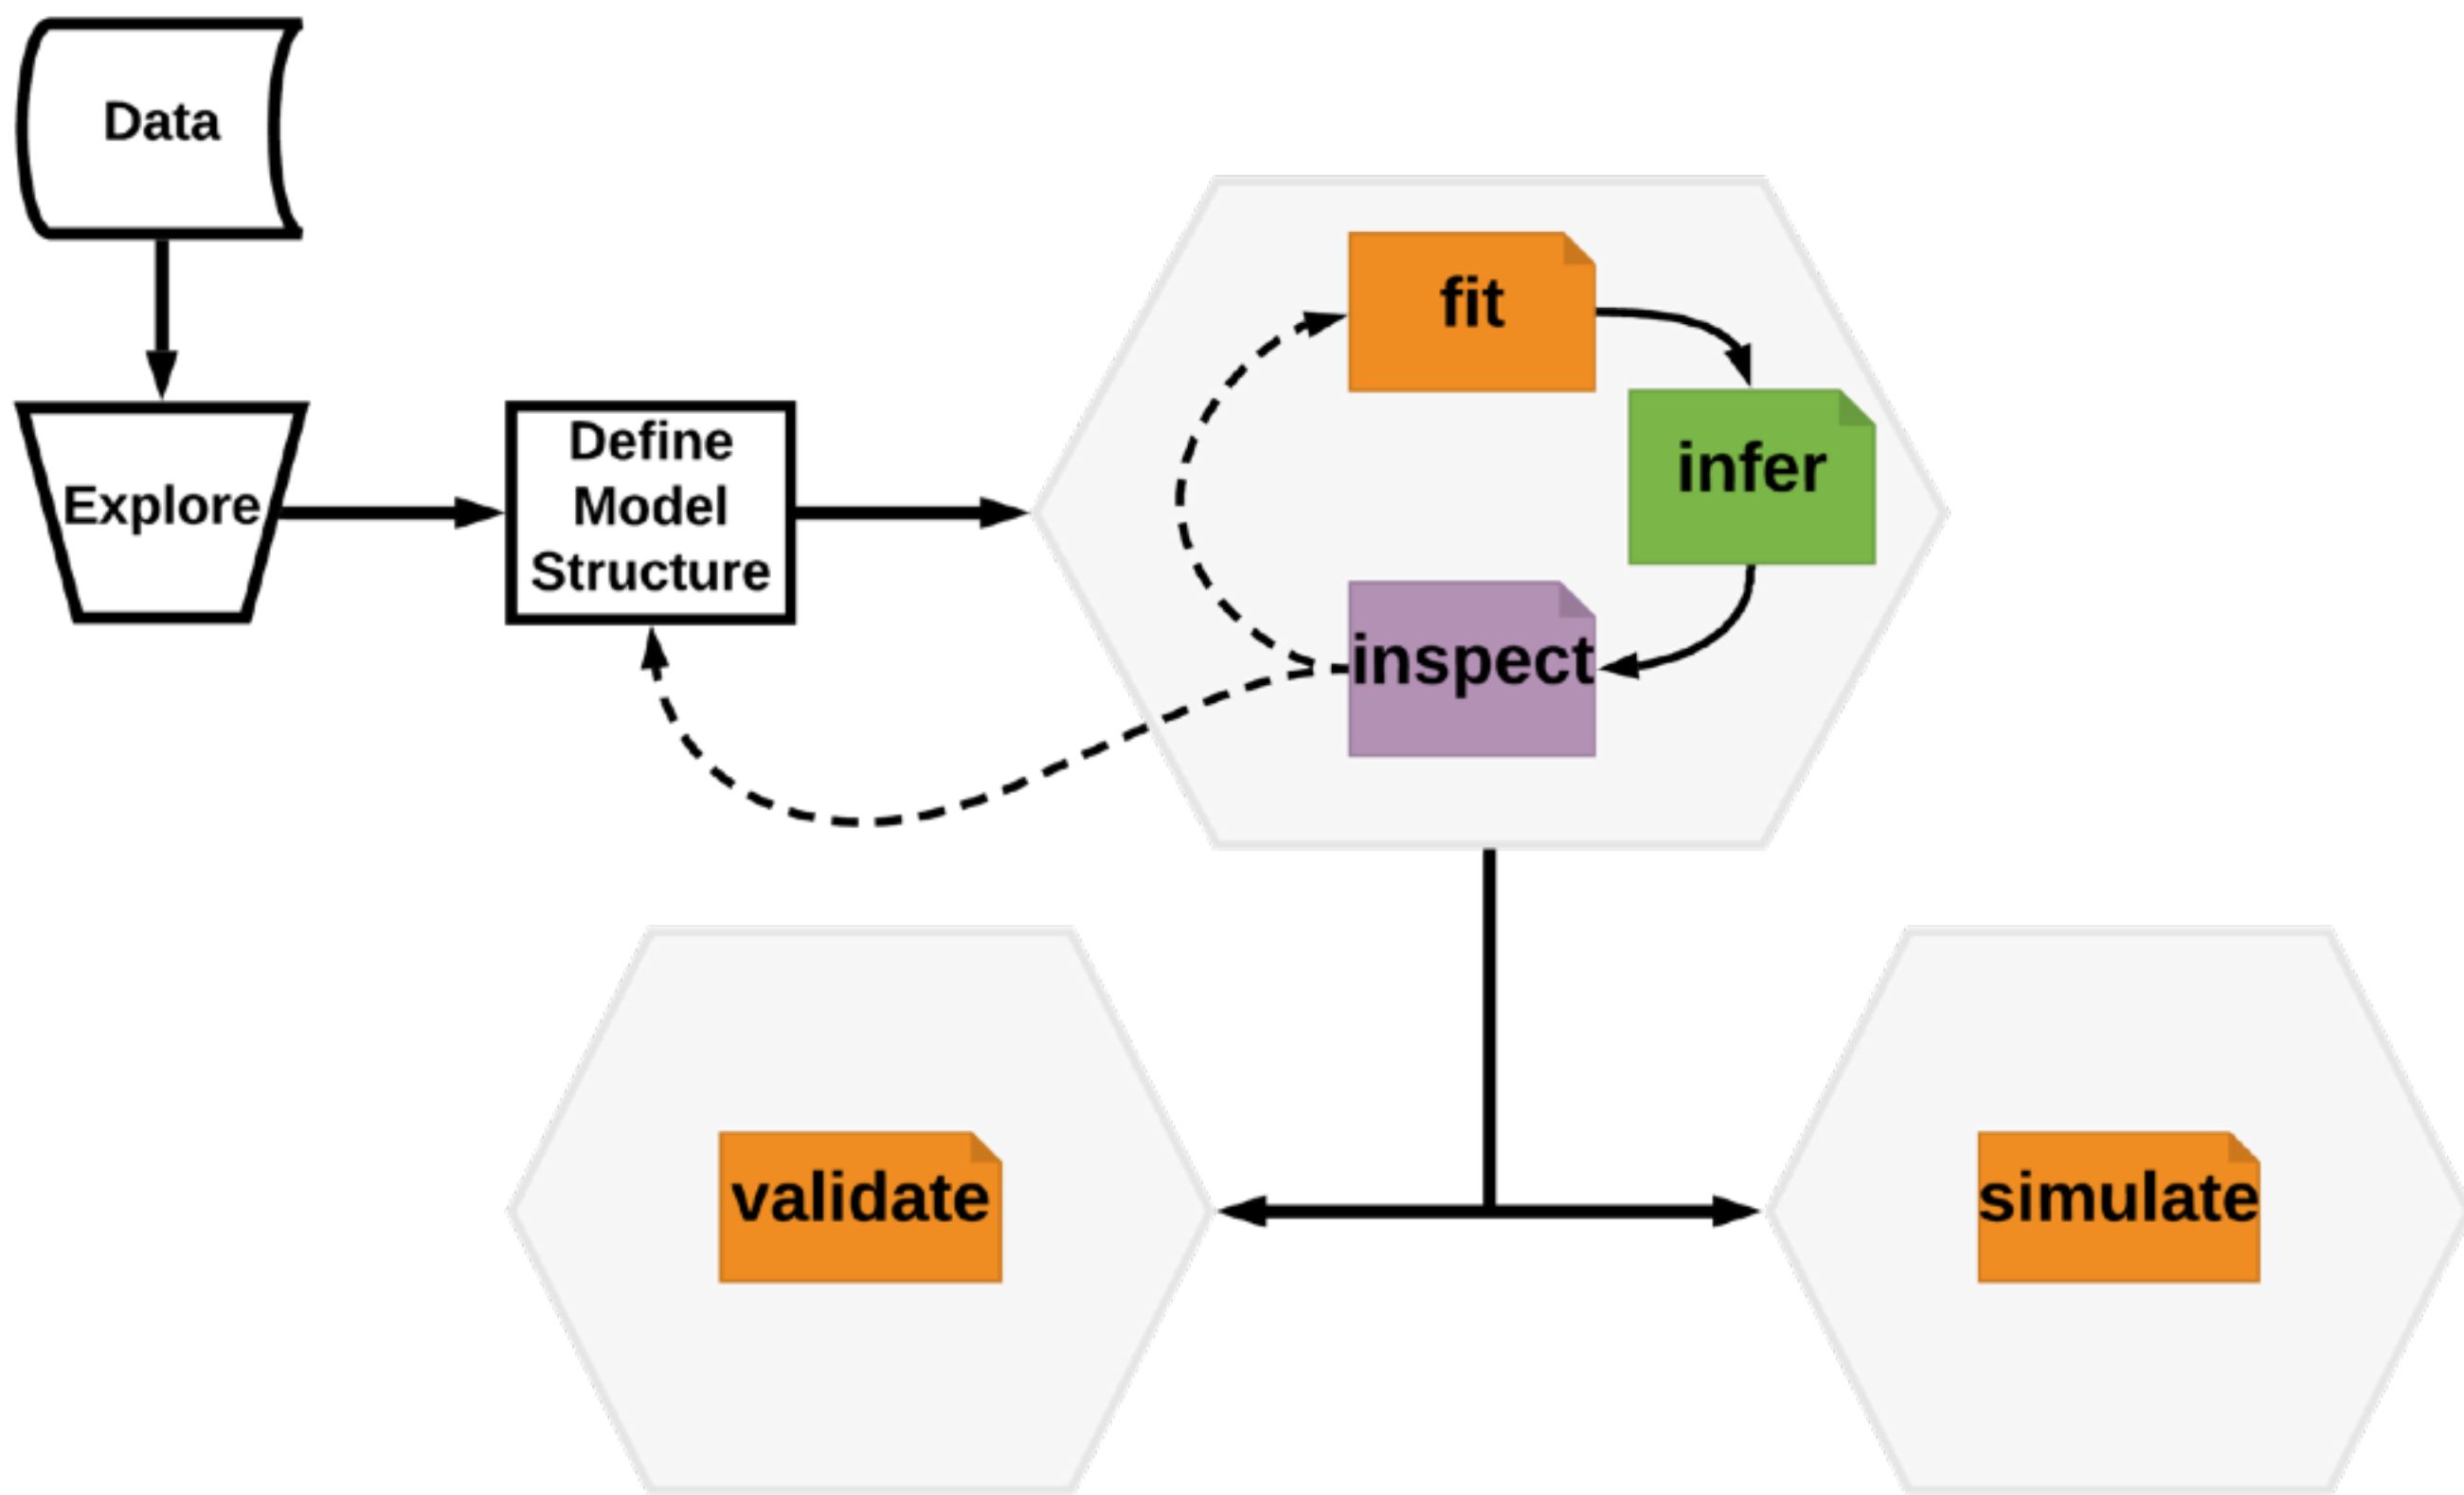 Data
Explore
Define
Model
Structure
fit
infer
inspect
validate
simulate